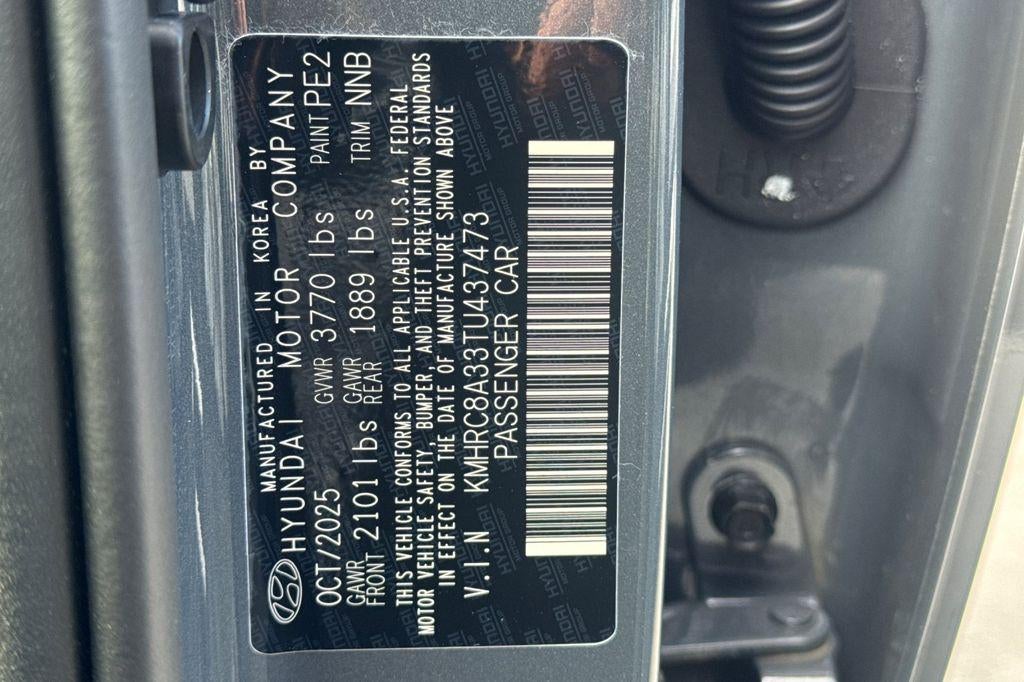 MANUFACTURED IN KOREA BY
HYUNDAI MOTOR COMPANY
OCT/2025 GVWR 3770 lbs PAINT PE2
GAWR FRONT 2101 lbs GAWR REAR 1889 lbs TRIM NNB
THIS VEHICLE CONFORMS TO ALL APPLICABLE U.S.A. FEDERAL
MOTOR VEHICLE SAFETY, BUMPER, AND THEFT PREVENTION STANDARDS
IN EFFECT ON THE DATE OF MANUFACTURE SHOWN ABOVE
V.I.N KMHRC8A33TU437473
PASSENGER CAR